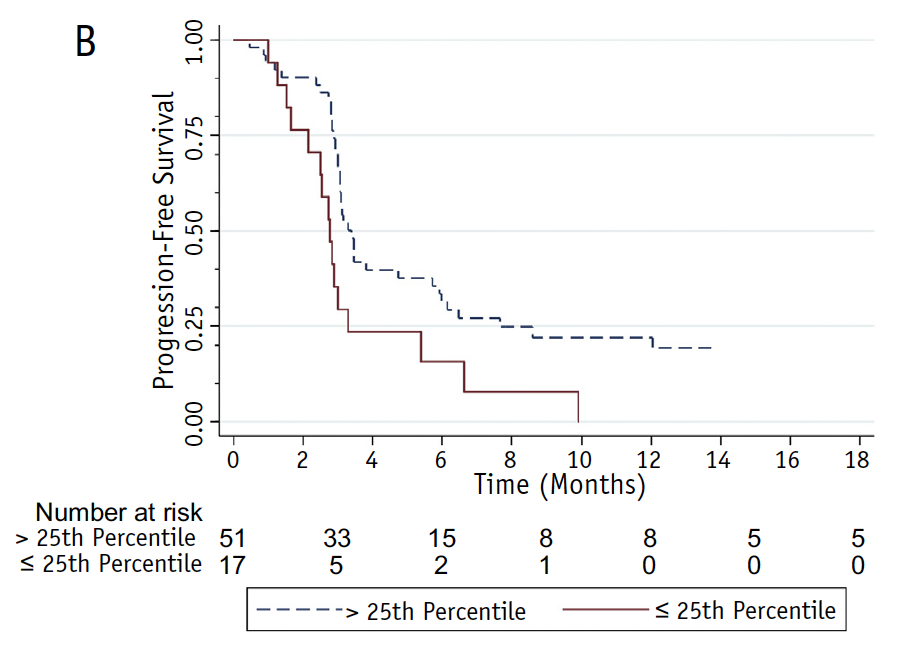 B
Progression-Free Survival
1.00
0.75
0.50
0.25
0.00
0 2 4 6 8 10 12 14 16 18
Time (Months)
Number at risk
> 25th Percentile 51 33 15 8 8 5 5
≤ 25th Percentile 17 5 2 1 0 0 0
> 25th Percentile ≤ 25th Percentile